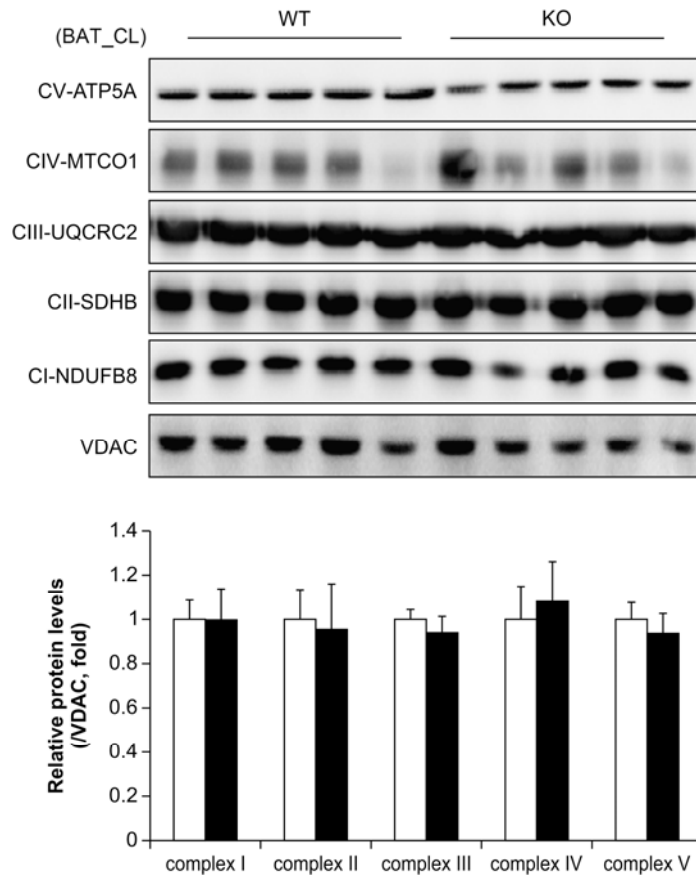 (BAT_CL) WT KO
CV-ATP5A
CIV-MTCO1
CIII-UQCRC2
CII-SDHB
CI-NDUFB8
VDAC
Relative protein levels
(/VDAC, fold)
1.4
1.2
1
0.8
0.6
0.4
0.2
0
complex I complex II complex III complex IV complex V